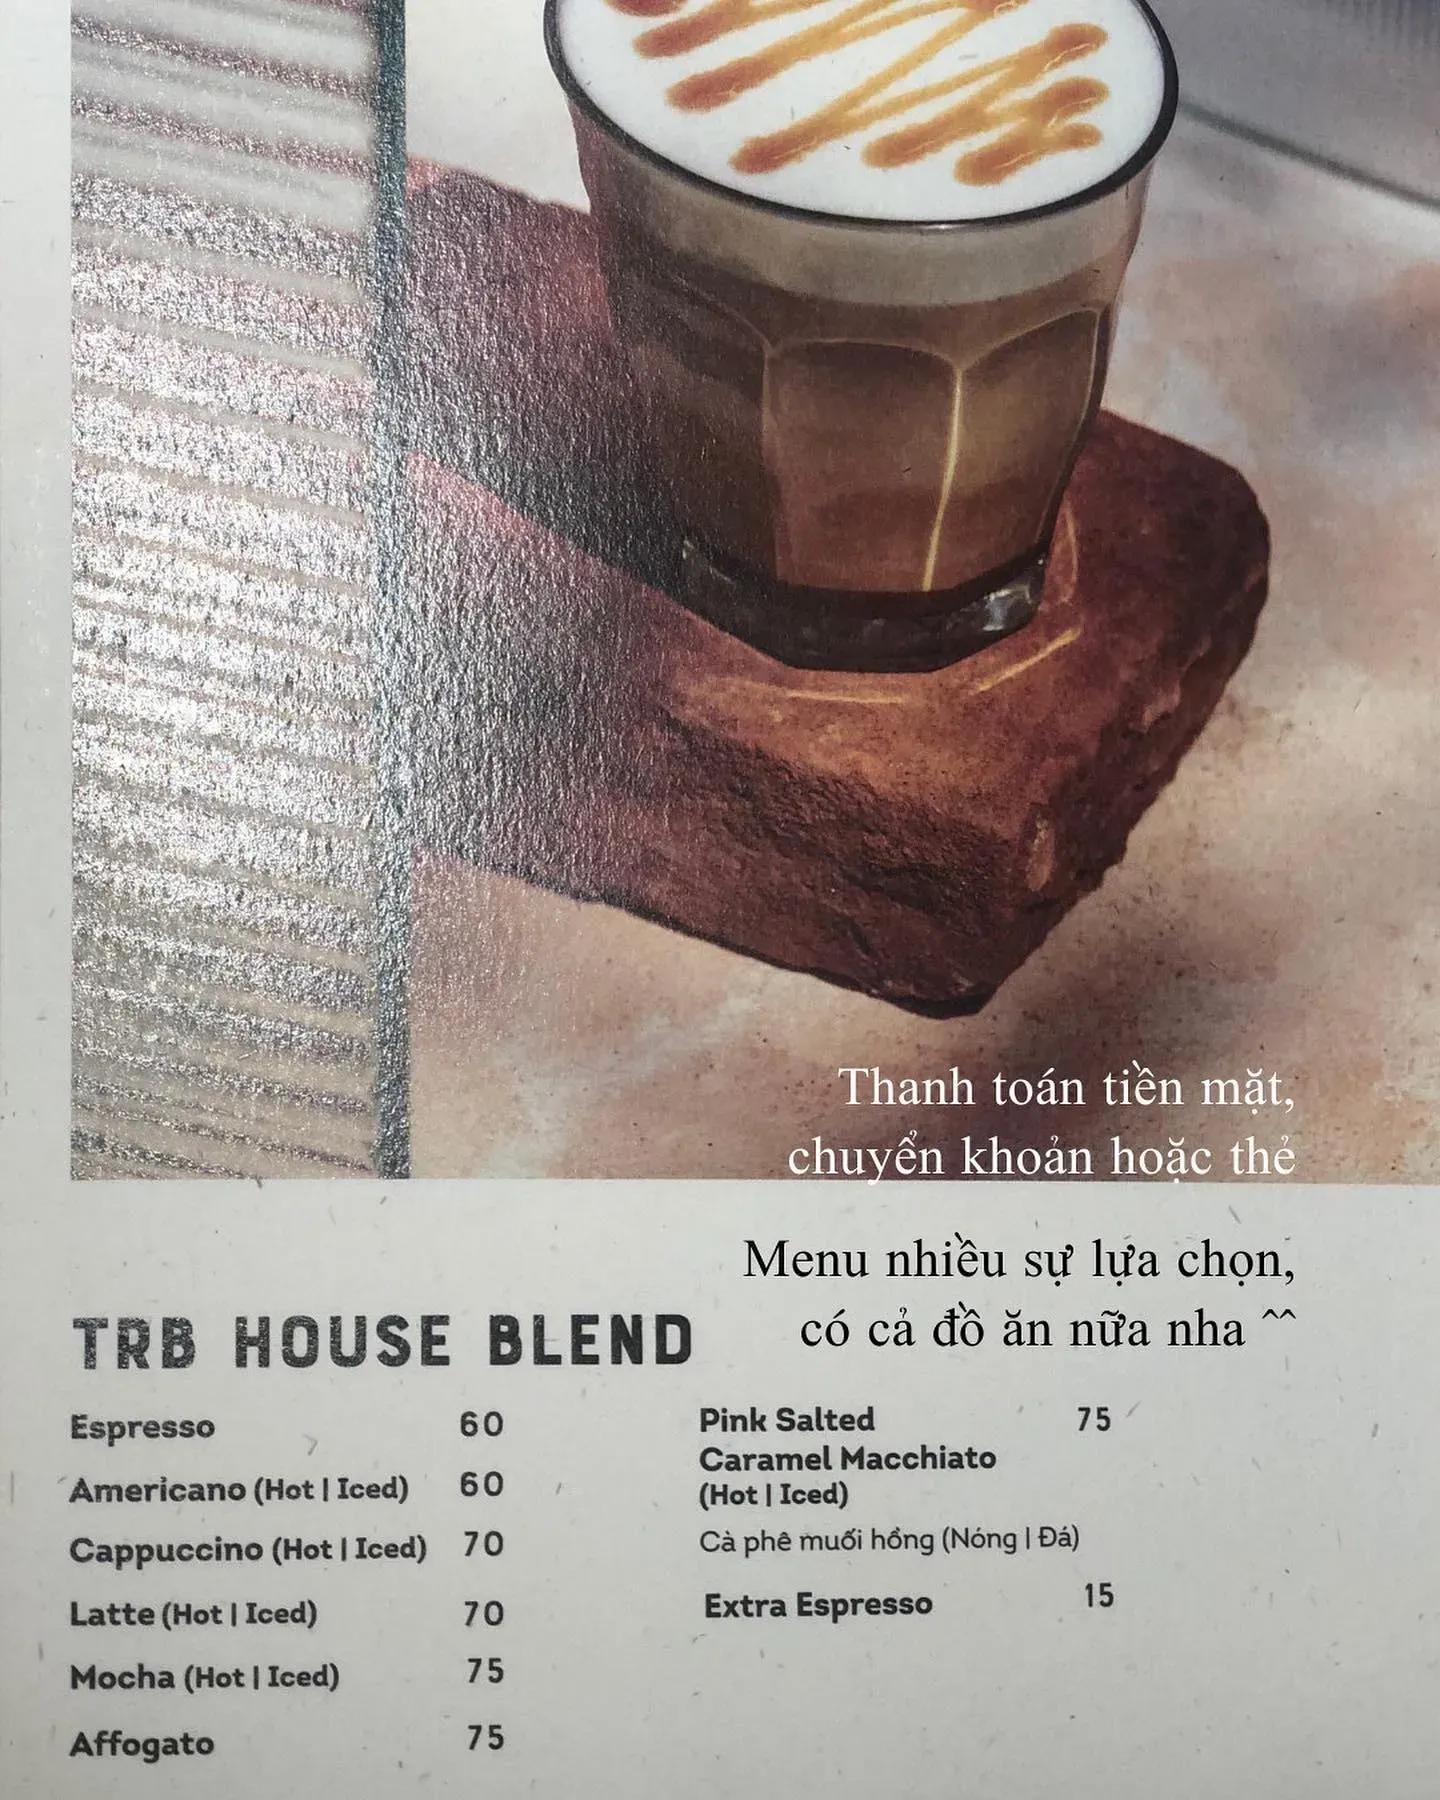 Thanh toán tiền mặt,
chuyển khoản hoặc thẻ
Menu nhiều sự lựa chọn,
có cả đồ ăn nữa nha ^^
TRB HOUSE BLEND
Espresso 60
Americano (Hot | Iced) 60
Cappuccino (Hot | Iced) 70
Latte (Hot | Iced) 70
Mocha (Hot | Iced) 75
Affogato 75
Pink Salted 75
Caramel Macchiato
(Hot | Iced)
Cà phê muối hồng (Nóng | Đá)
Extra Espresso 15